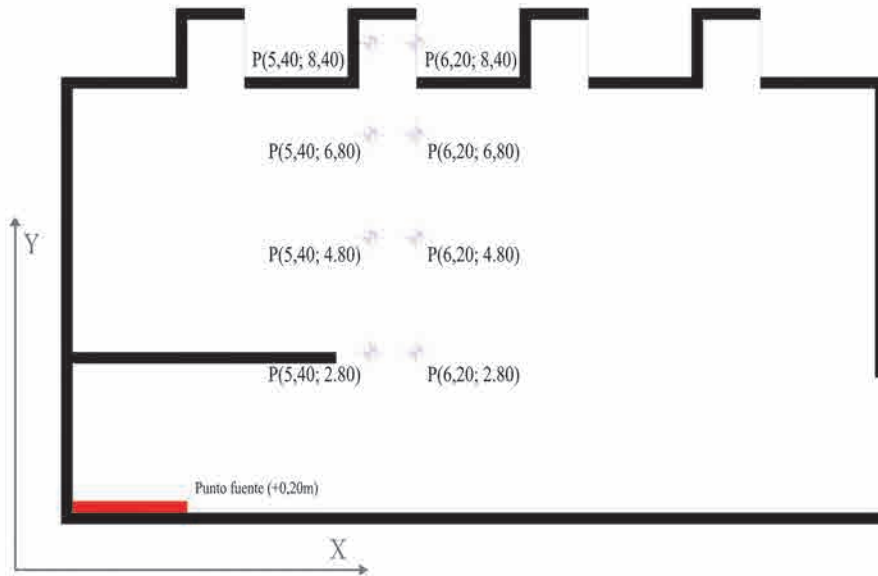 P(5,40; 8,40) P(6,20; 8,40)
P(5,40; 6,80) P(6,20; 6,80)
Y
P(5,40; 4.80) P(6,20; 4.80)
P(5,40; 2.80) P(6,20; 2.80)
Punto fuente (+0,20m)
X